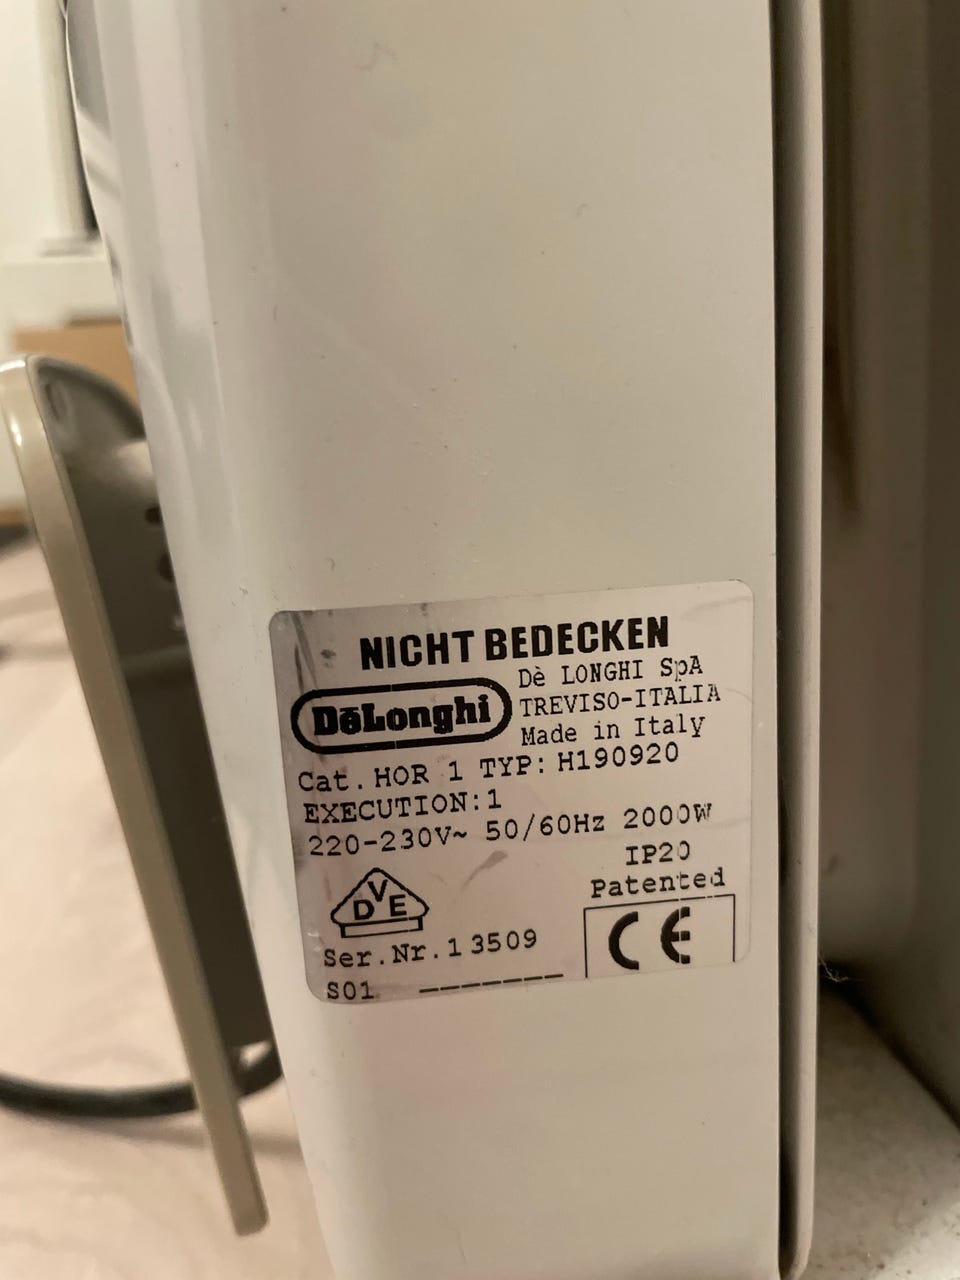 NICHT BEDECKEN
DeLonghi
Dè LONGHI SpA
TREVISO-ITALIA
Made in Italy
Cat. HOR 1 TYP: H190920
EXECUTION:1
220-230V~ 50/60Hz 2000W
IP20
Patented
DVE
CE
Ser.Nr.13509
S01 -------